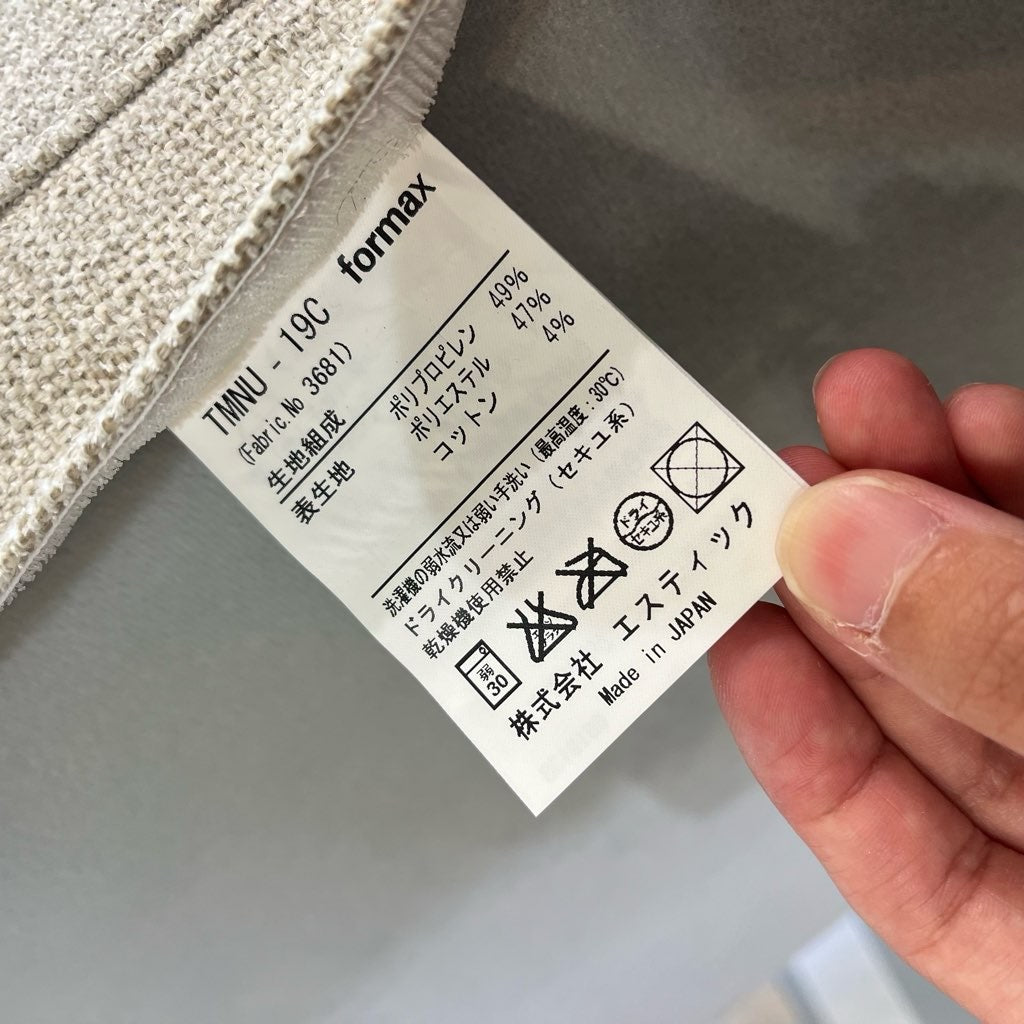 formax
TMNU - 19C
(Fabric.No 3681)
生地組成
表生地 ポリプロピレン 49%
ポリエステル 47%
コットン 4%
洗濯機の弱水流又は弱い手洗い(最高温度:30℃)
ドライクリーニング(セキユ系)
乾燥機使用禁止
弱
30
ドライ
セキユ系
株式会社 エスティック
Made in JAPAN